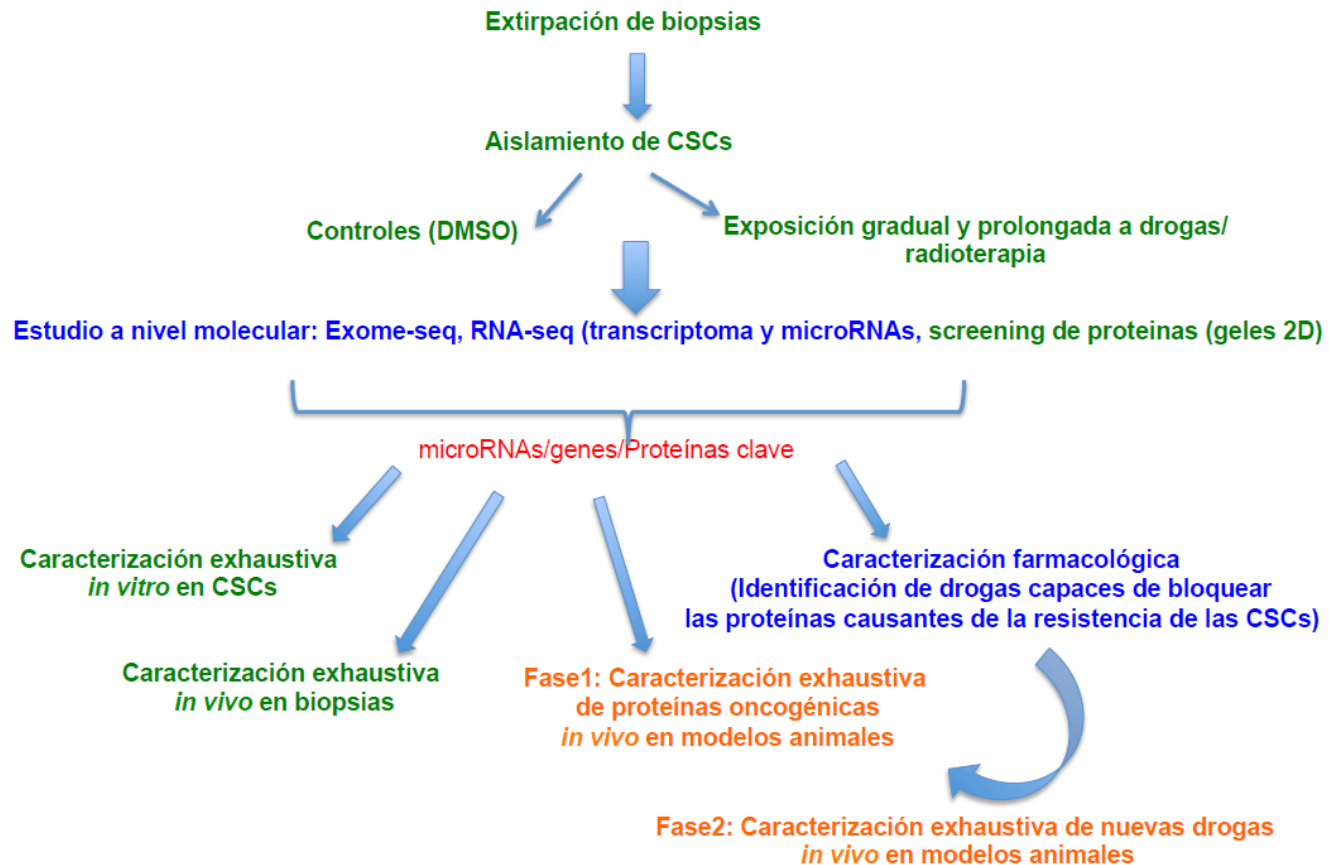 Extirpación de biopsias
Aislamiento de CSCs
Controles (DMSO)
Exposición gradual y prolongada a drogas/
radioterapia
Estudio a nivel molecular: Exome-seq, RNA-seq (transcriptoma y microRNAs, screening de proteinas (geles 2D)
microRNAs/genes/Proteínas clave
Caracterización exhaustiva
in vitro en CSCs
Caracterización farmacológica
(Identificación de drogas capaces de bloquear
las proteínas causantes de la resistencia de las CSCs)
Caracterización exhaustiva
in vivo en biopsias
Fase1: Caracterización exhaustiva
de proteínas oncogénicas
in vivo en modelos animales
Fase2: Caracterización exhaustiva de nuevas drogas
in vivo en modelos animales